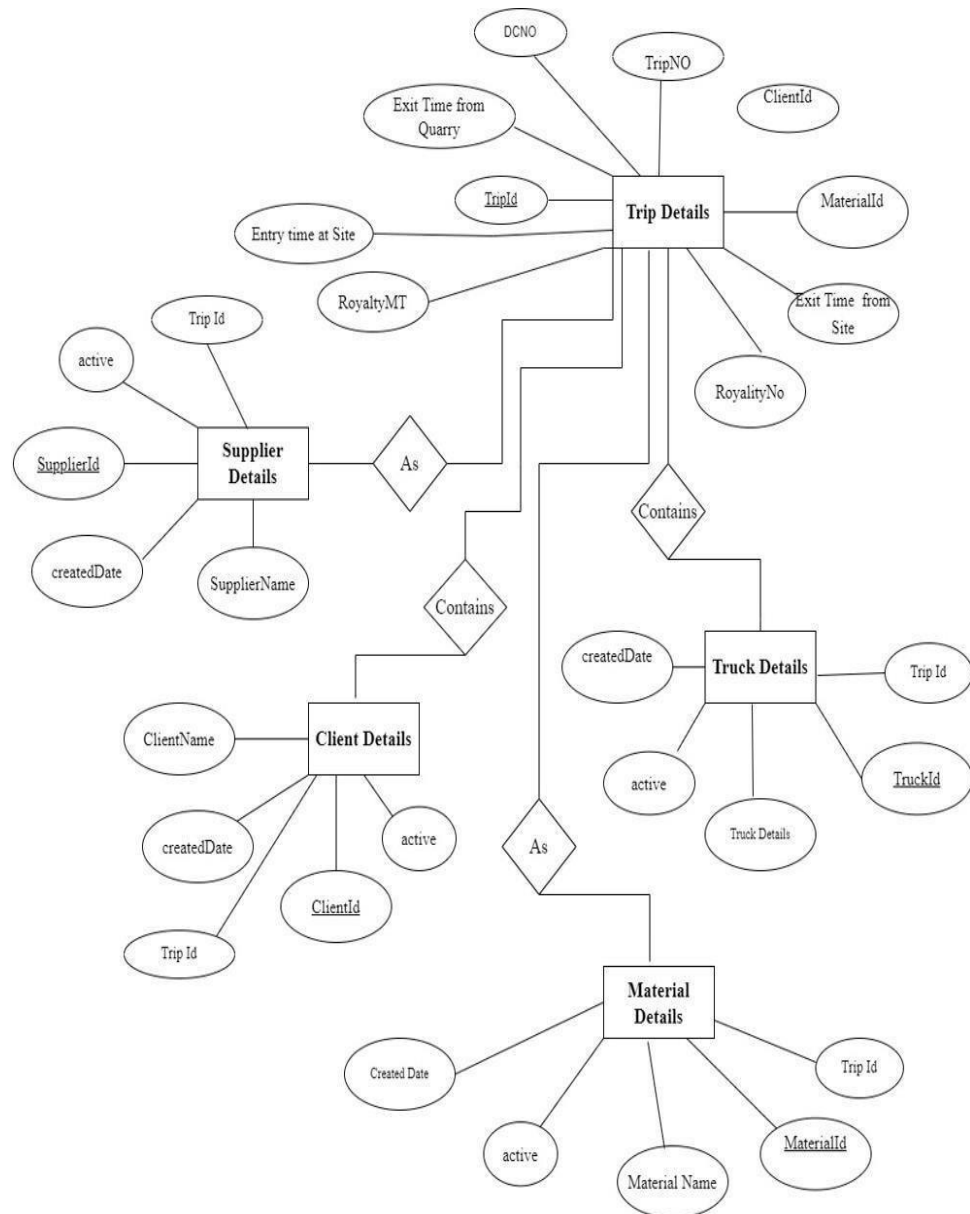 DCNO
TripNO
ClientId
Exit Time from
Quarry
TripId
Trip Details
MaterialId
Entry time at Site
RoyaltyMT
Exit Time from
Site
RoyalityNo
Trip Id
active
Supplier
Details
SupplierId
As
createdDate
SupplierName
Contains
Contains
createdDate
Truck Details
Trip Id
active
TruckId
Truck Details
ClientName
Client Details
createdDate
active
ClientId
Trip Id
As
Material
Details
Created Date
Trip Id
active
Material Name
MaterialId